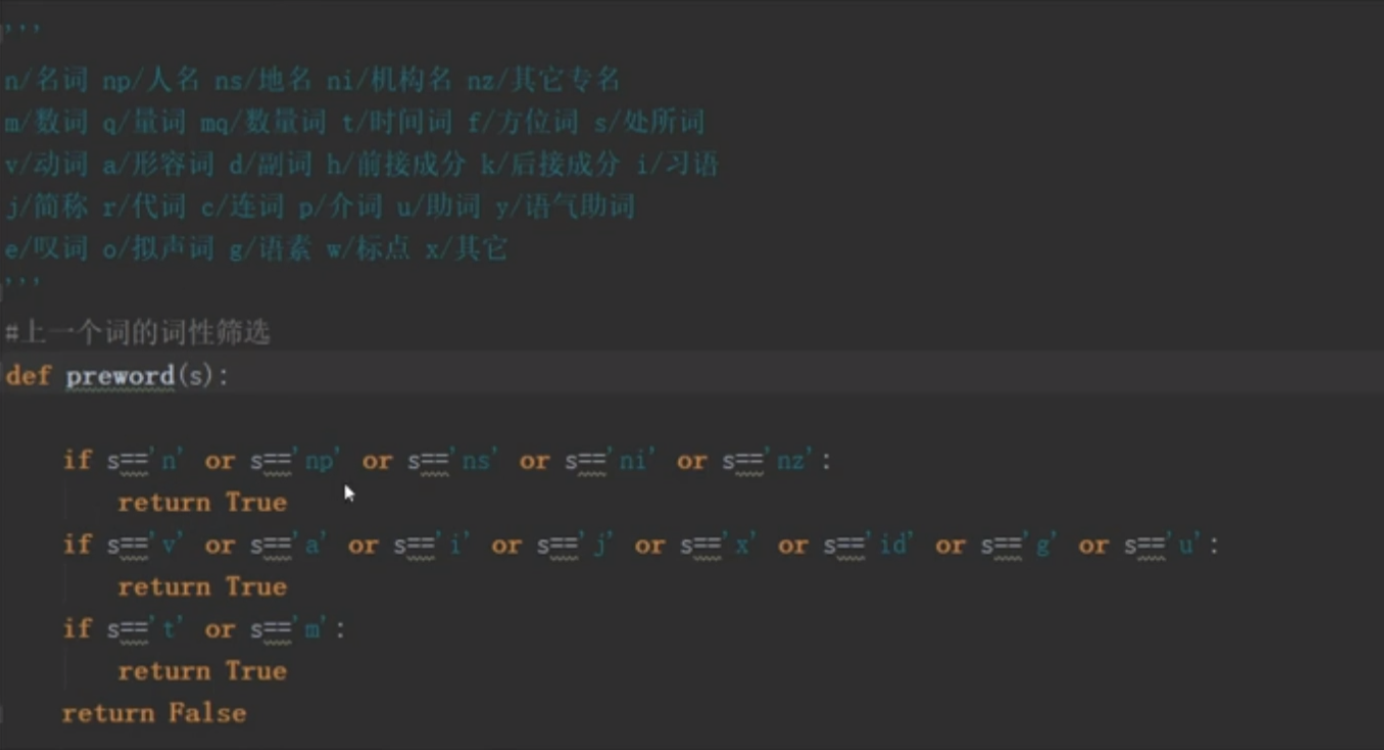 '''
n/名词 np/人名 ns/地名 ni/机构名 nz/其它专名
m/数词 q/量词 mq/数量词 t/时间词 f/方位词 s/处所词
v/动词 a/形容词 d/副词 h/前接成分 k/后接成分 i/习语
j/简称 r/代词 c/连词 p/介词 u/助词 y/语气助词
e/叹词 o/拟声词 g/语素 w/标点 x/其它
'''
#上一个词的词性筛选
def preword(s):
    if s=='n' or s=='np' or s=='ns' or s=='ni' or s=='nz':
        return True
    if s=='v' or s=='a' or s=='i' or s=='j' or s=='x' or s=='id' or s=='g' or s=='u':
        return True
    if s=='t' or s=='m':
        return True
    return False